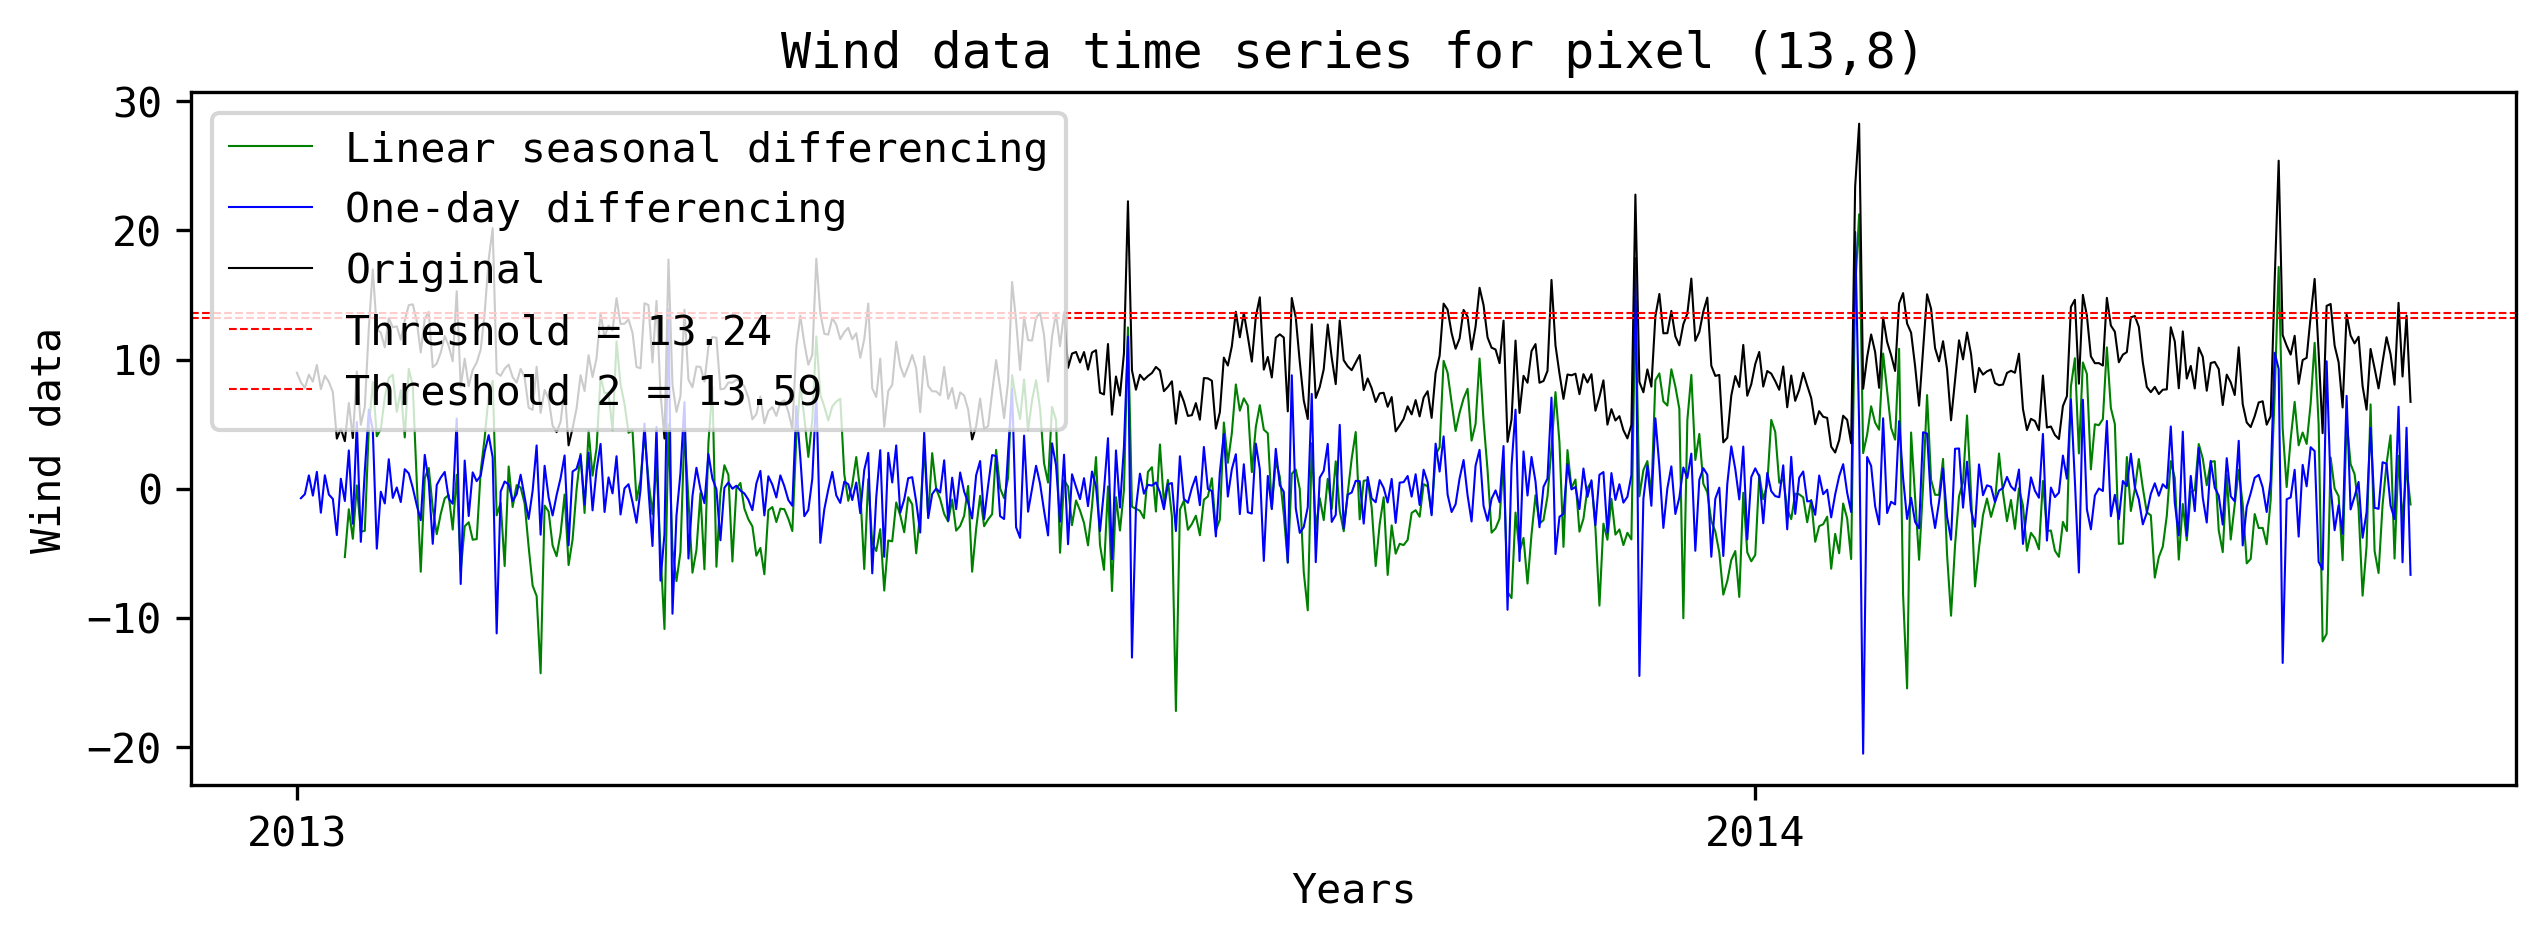 Wind data time series for pixel (13,8)
30
20
10
0
−10
−20
Wind data
Linear seasonal differencing
One-day differencing
Original
Threshold = 13.24
Threshold 2 = 13.59
2013
2014
Years